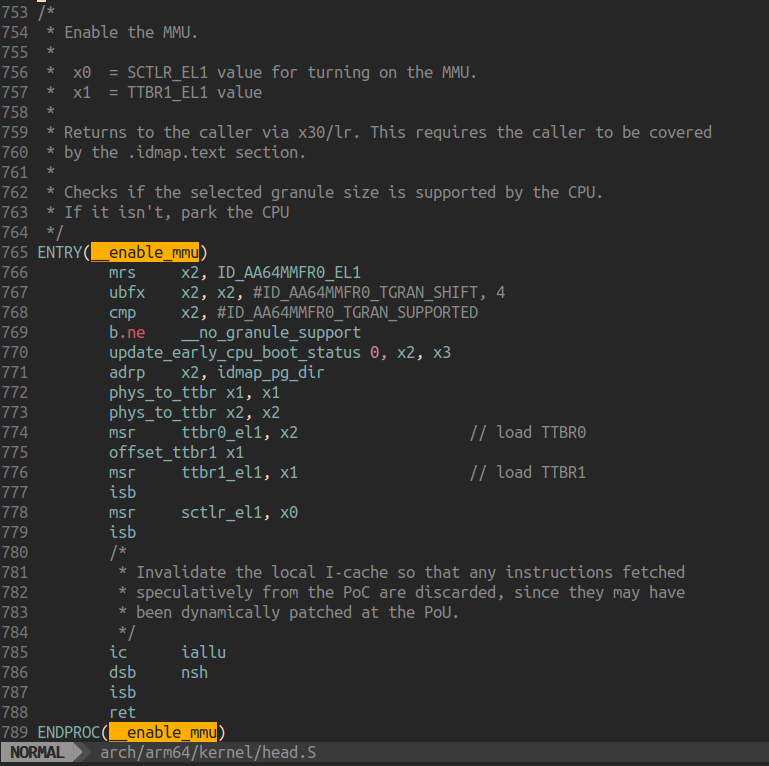 753 /*
754  * Enable the MMU.
755  *
756  *  x0  = SCTLR_EL1 value for turning on the MMU.
757  *  x1  = TTBR1_EL1 value
758  *
759  * Returns to the caller via x30/lr. This requires the caller to be covered
760  * by the .idmap.text section.
761  *
762  * Checks if the selected granule size is supported by the CPU.
763  * If it isn't, park the CPU
764  */
765 ENTRY(__enable_mmu)
766         mrs     x2, ID_AA64MMFR0_EL1
767         ubfx    x2, x2, #ID_AA64MMFR0_TGRAN_SHIFT, 4
768         cmp     x2, #ID_AA64MMFR0_TGRAN_SUPPORTED
769         b.ne    __no_granule_support
770         update_early_cpu_boot_status 0, x2, x3
771         adrp    x2, idmap_pg_dir
772         phys_to_ttbr x1, x1
773         phys_to_ttbr x2, x2
774         msr     ttbr0_el1, x2                   // load TTBR0
775         offset_ttbr1 x1
776         msr     ttbr1_el1, x1                   // load TTBR1
777         isb
778         msr     sctlr_el1, x0
779         isb
780         /*
781          * Invalidate the local I-cache so that any instructions fetched
782          * speculatively from the PoC are discarded, since they may have
783          * been dynamically patched at the PoU.
784          */
785         ic      iallu
786         dsb     nsh
787         isb
788         ret
789 ENDPROC(__enable_mmu)
NORMAL arch/arm64/kernel/head.S